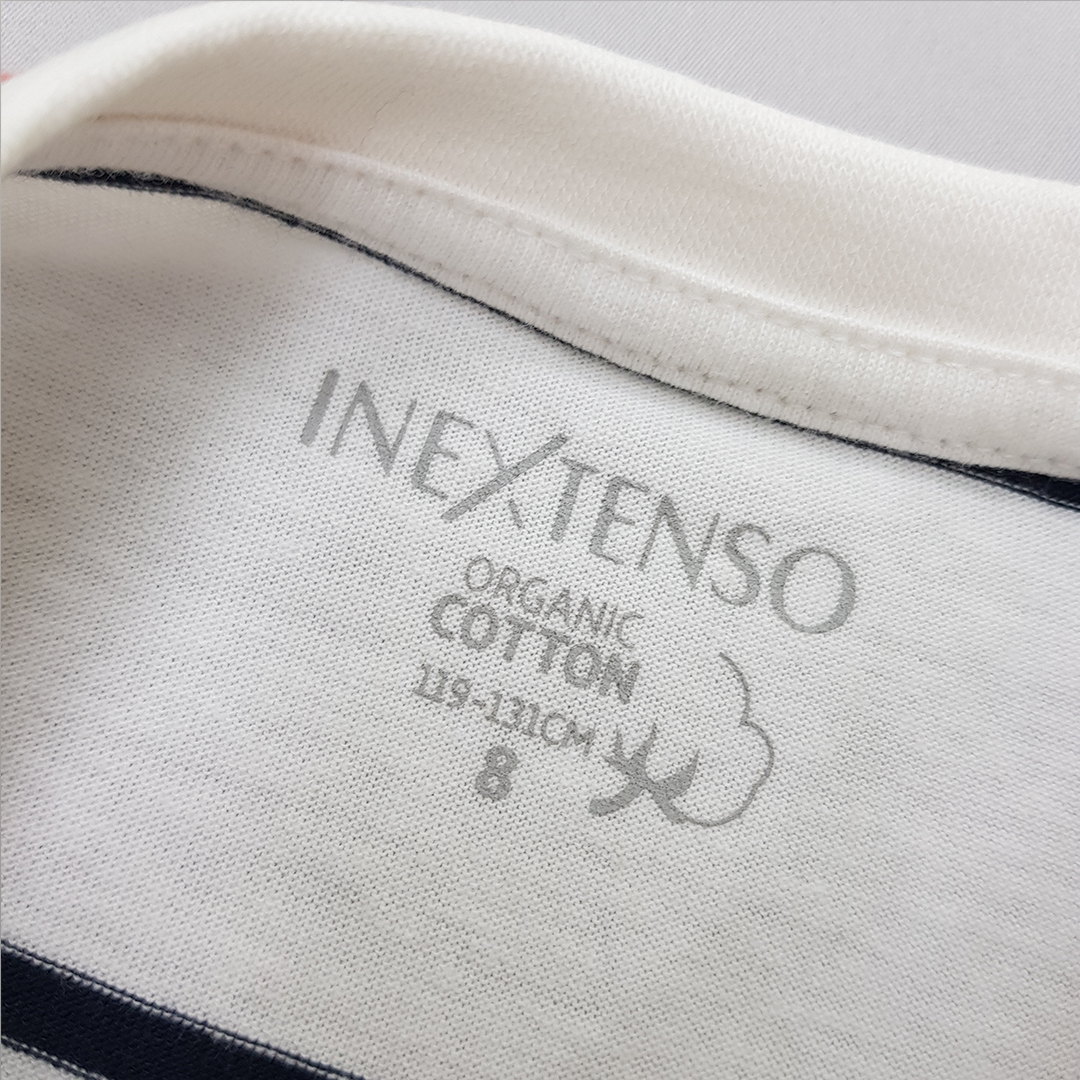 INEXTENSO
ORGANIC
COTTON
119-131CM
8